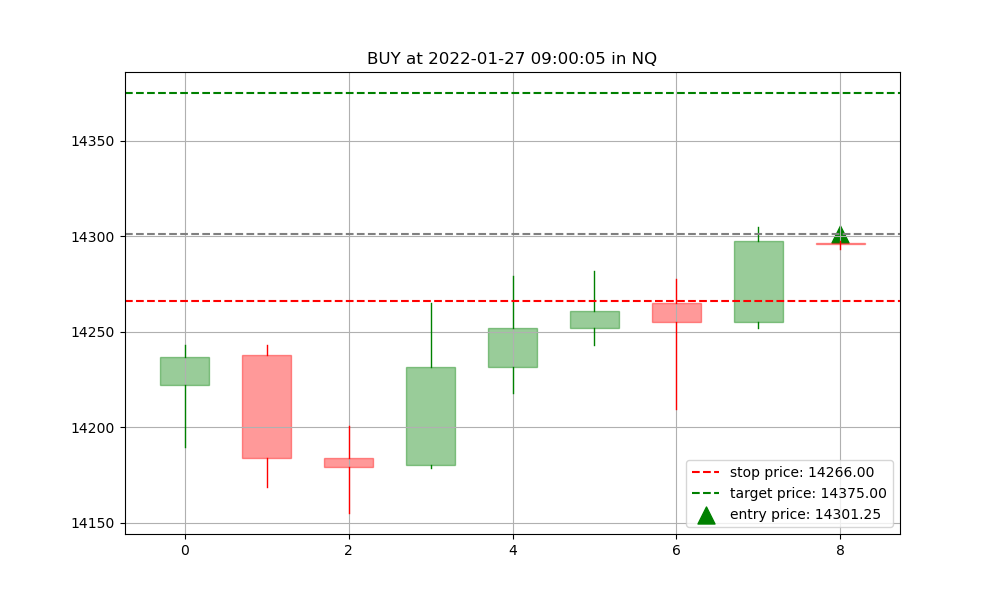 BUY at 2022-01-27 09:00:05 in NQ
14350
14300
14250
14200
14150
stop price: 14266.00
target price: 14375.00
entry price: 14301.25
0 2 4 6 8